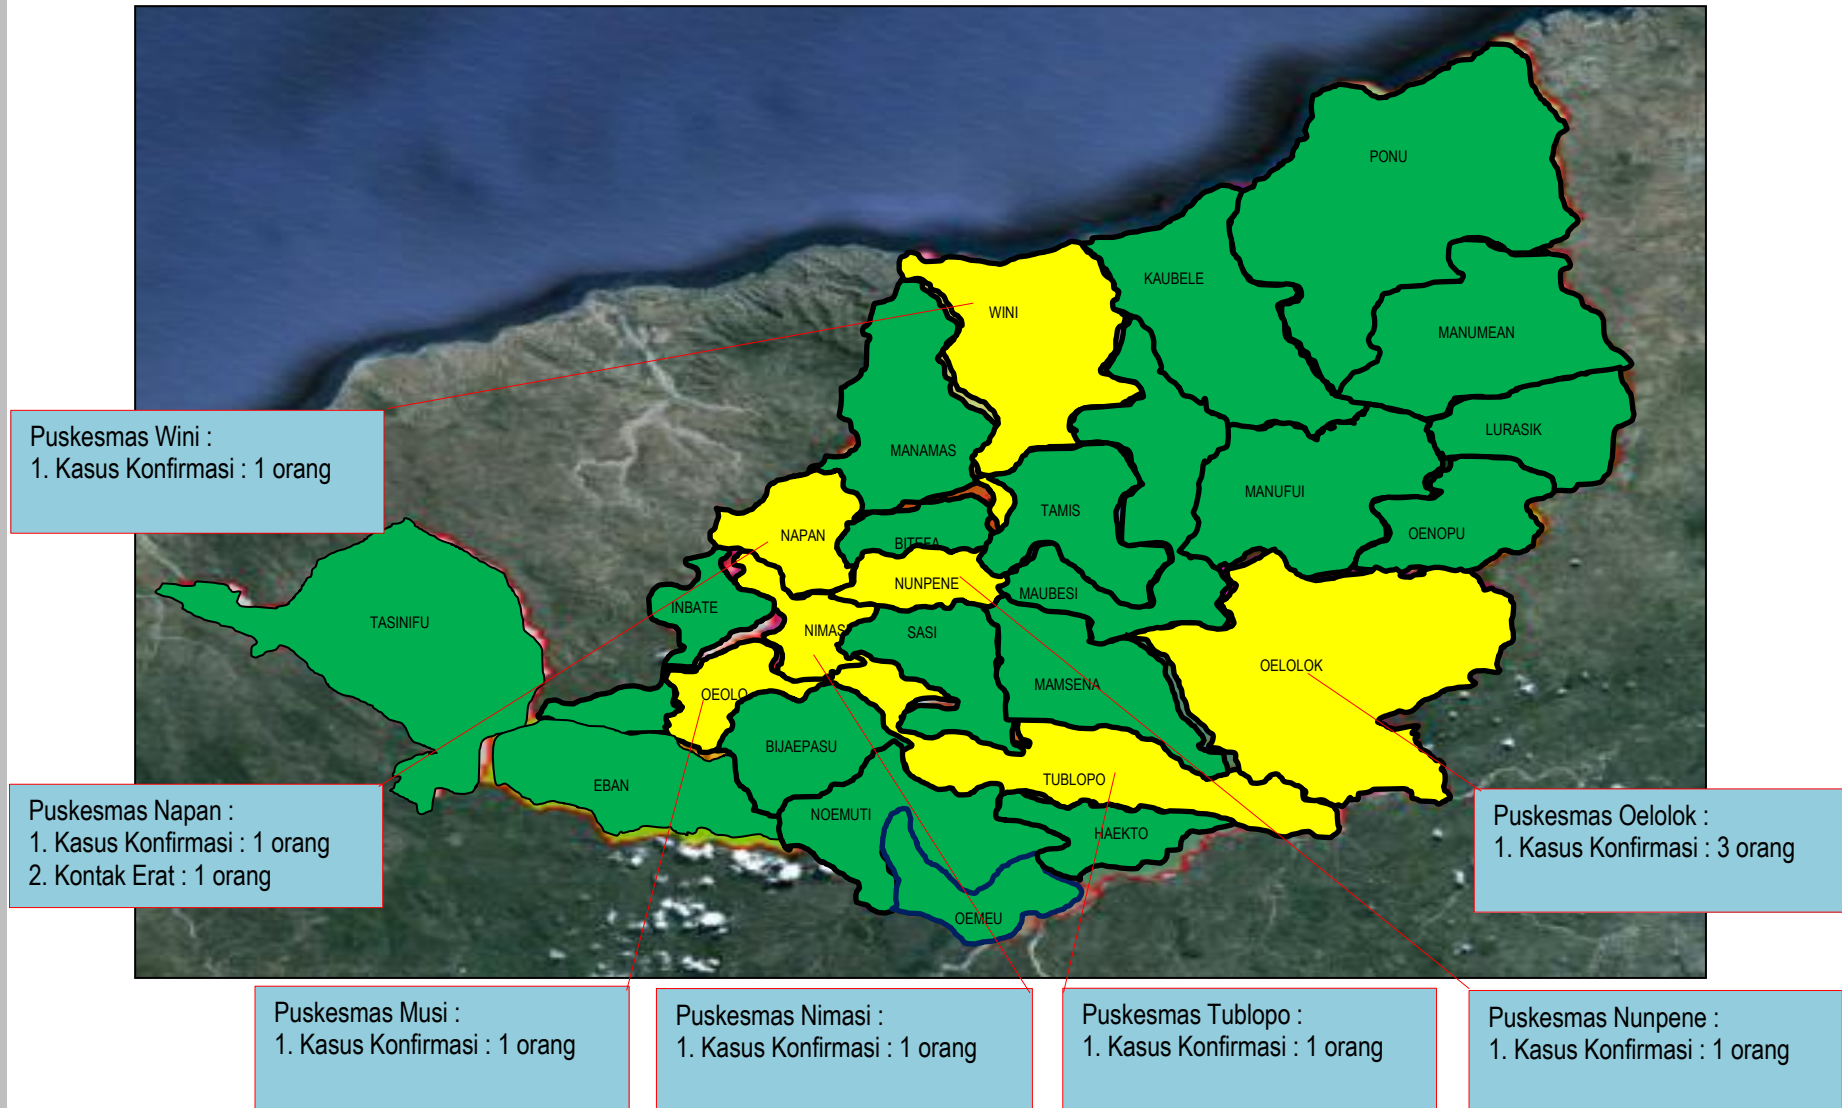 PONU
KAUBELE
WINI
MANUMEAN
LURASIK
MANAMAS
MANUFUI
TAMIS
OENOPU
NAPAN
BITEFA
NUNPENE
MAUBESI
INBATE
TASINIFU
NIMAS
SASI
OELOLOK
MAMSENA
OEOLO
BIJAEPASU
TUBLOPO
EBAN
NOEMUTI
HAEKTO
OEMEU
Puskesmas Wini :
1. Kasus Konfirmasi : 1 orang
Puskesmas Napan :
1. Kasus Konfirmasi : 1 orang
2. Kontak Erat : 1 orang
Puskesmas Oelolok :
1. Kasus Konfirmasi : 3 orang
Puskesmas Musi :
1. Kasus Konfirmasi : 1 orang
Puskesmas Nimasi :
1. Kasus Konfirmasi : 1 orang
Puskesmas Tublopo :
1. Kasus Konfirmasi : 1 orang
Puskesmas Nunpene :
1. Kasus Konfirmasi : 1 orang